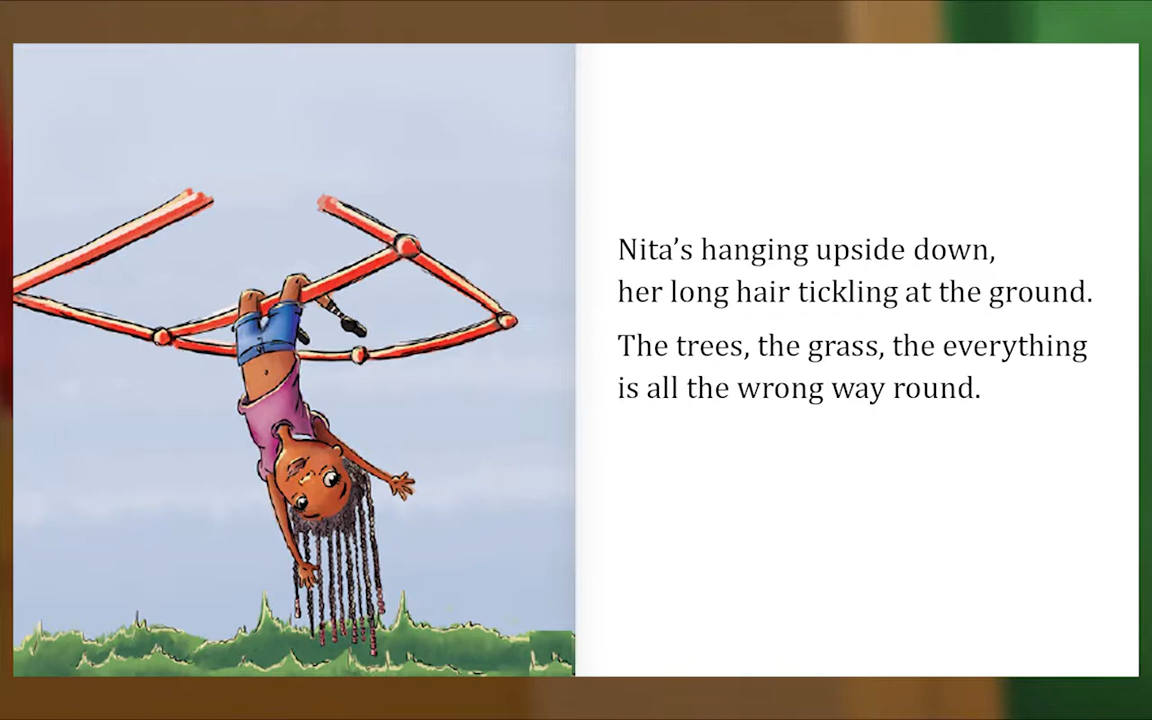 Nita’s hanging upside down,
her long hair tickling at the ground.
The trees, the grass, the everything
is all the wrong way round.